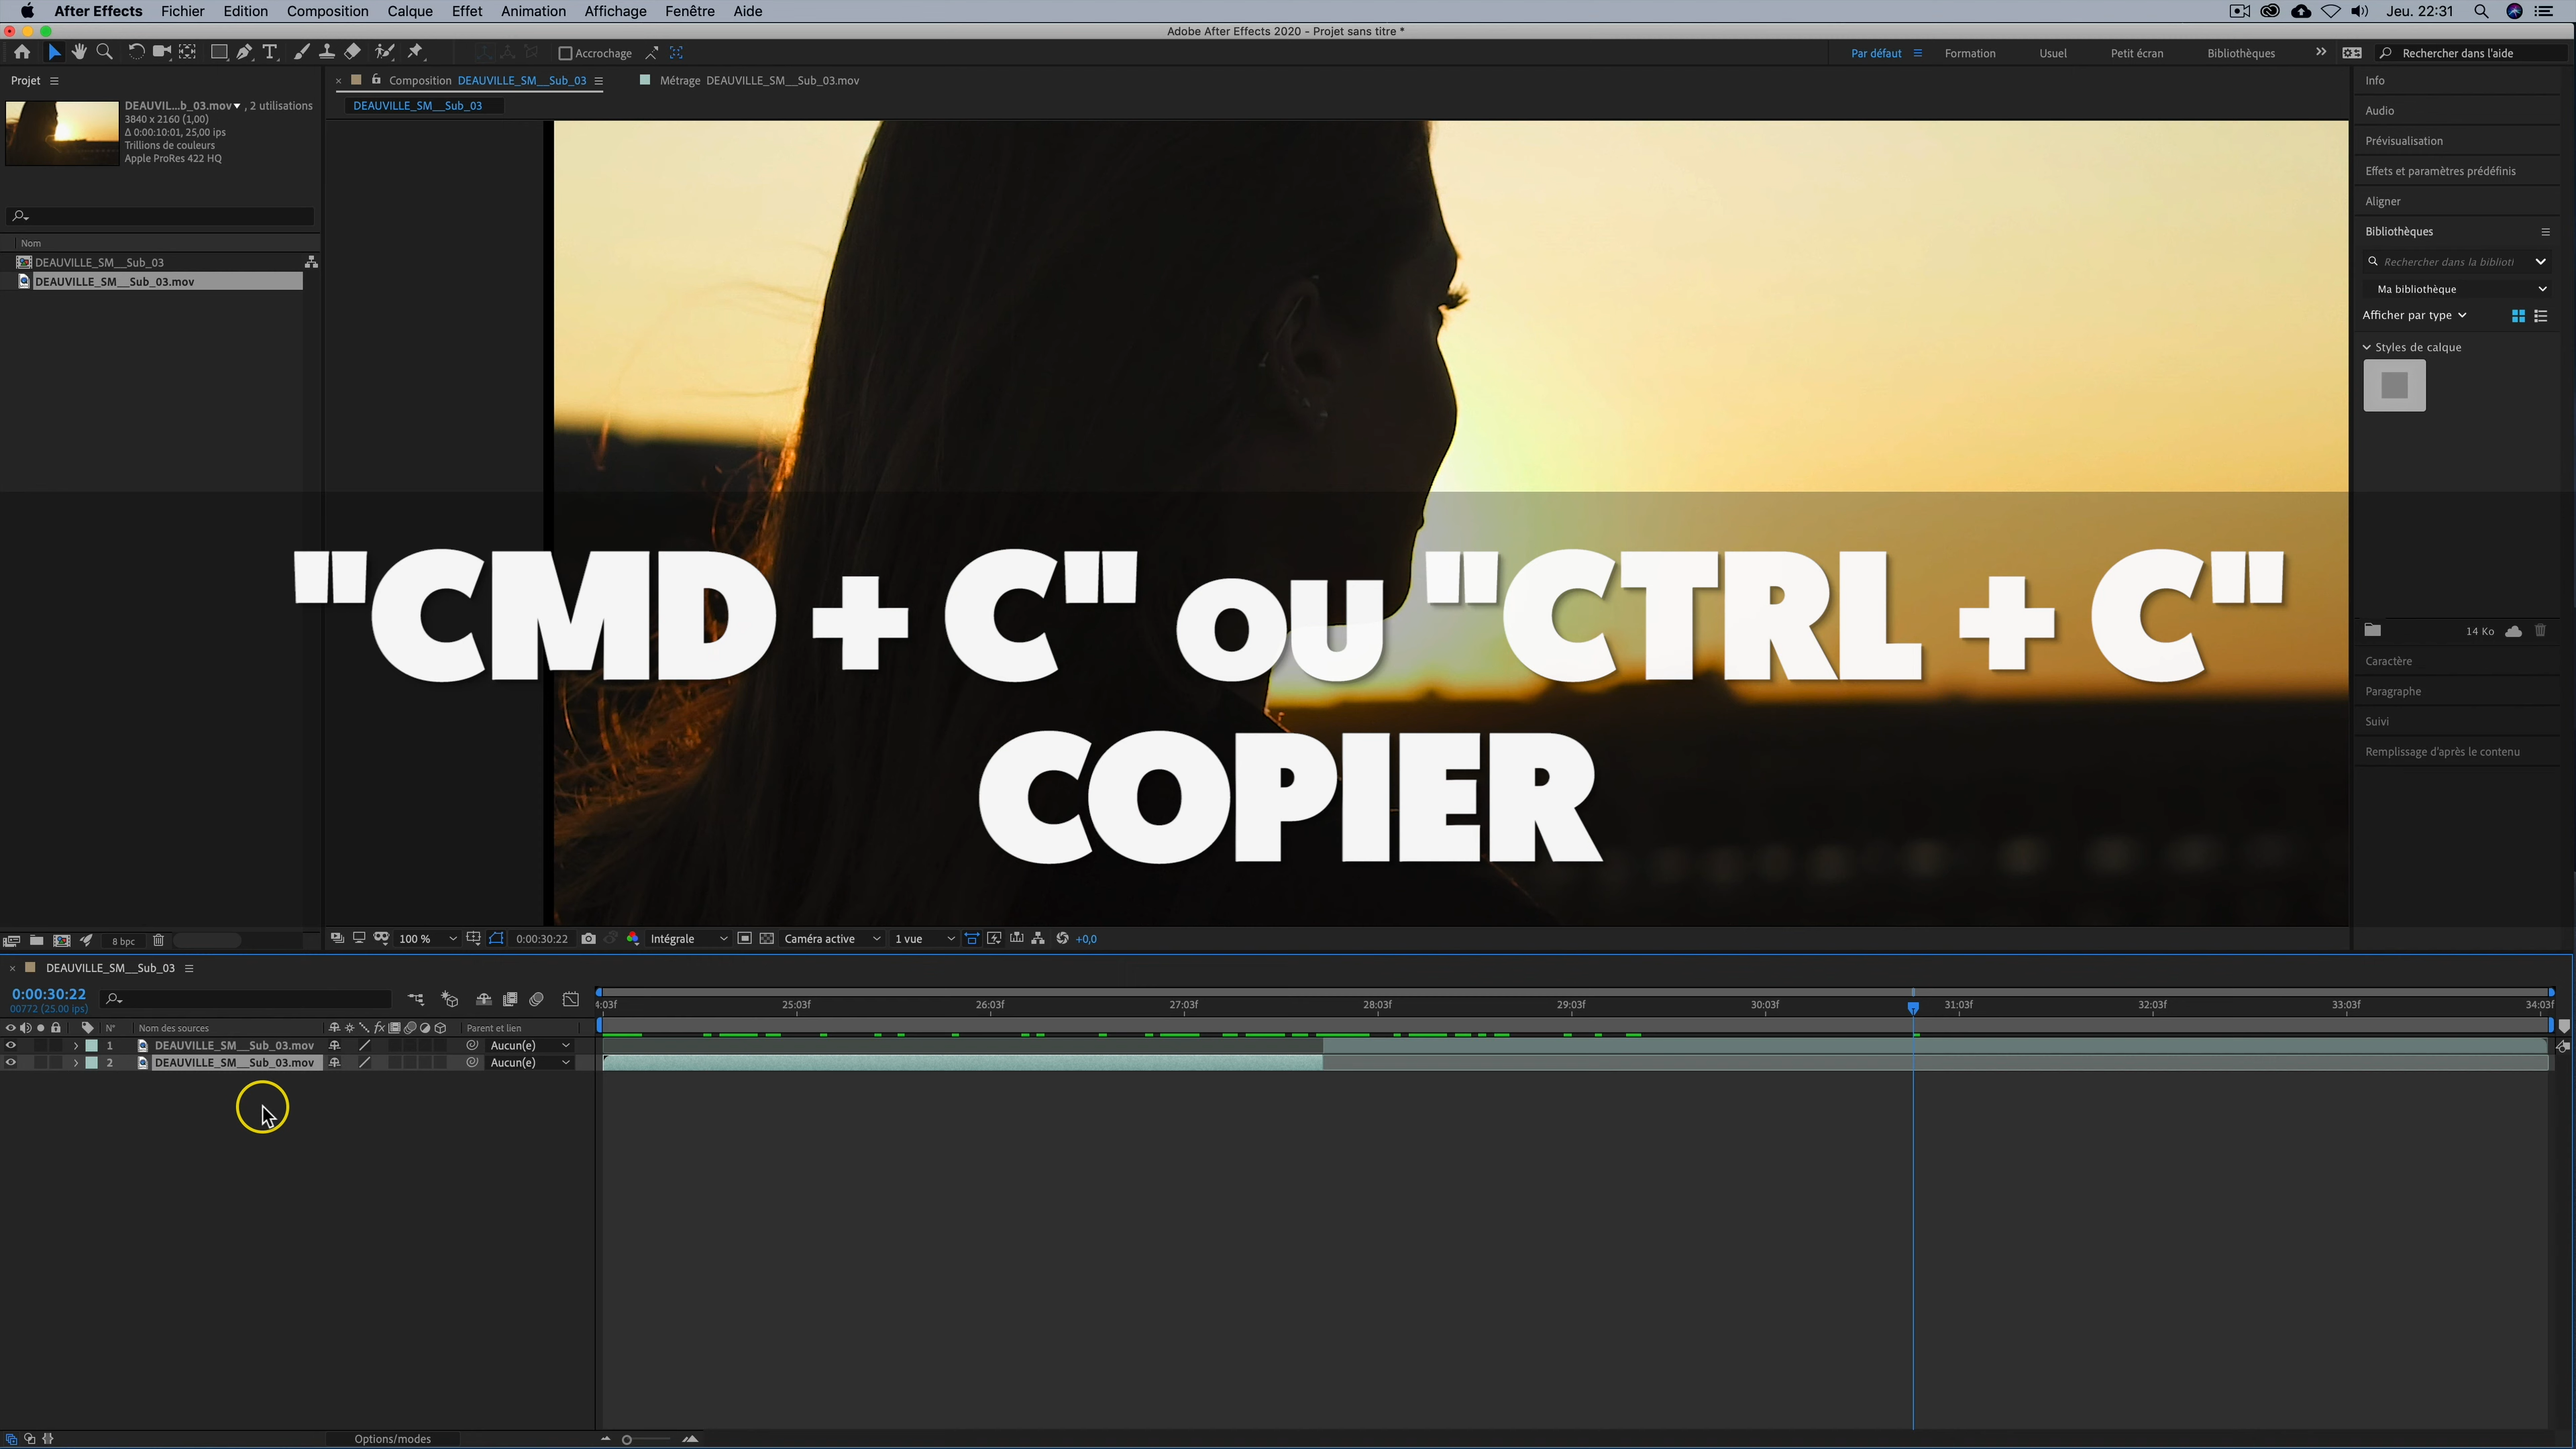 After Effects Fichier Edition Composition Calque Effet Animation Affichage Fenêtre Aide Jeu. 22:31
Adobe After Effects 2020 - Projet sans titre *
Accrochage Par défaut Formation Usuel Petit écran Bibliothèques Rechercher dans l'aide
Projet
DEAUVIL...b_03.mov , 2 utilisations
3840 x 2160 (1,00)
Δ 0:00:10:01, 25,00 ips
Trillions de couleurs
Apple ProRes 422 HQ
Nom
DEAUVILLE_SM__Sub_03
DEAUVILLE_SM__Sub_03.mov
8 bpc
Composition DEAUVILLE_SM__Sub_03 Métrage DEAUVILLE_SM__Sub_03.mov
DEAUVILLE_SM__Sub_03
"CMD + C" ou "CTRL + C"
COPIER
100 % 0:00:30:22 Intégrale Caméra active 1 vue +0,0
Info
Audio
Prévisualisation
Effets et paramètres prédéfinis
Aligner
Bibliothèques
Rechercher dans la biblioti
Ma bibliothèque
Afficher par type
Styles de calque
14 Ko
Caractère
Paragraphe
Suivi
Remplissage d'après le contenu
DEAUVILLE_SM__Sub_03
0:00:30:22
00772 (25.00 ips)
4:03f 25:03f 26:03f 27:03f 28:03f 29:03f 30:03f 31:03f 32:03f 33:03f 34:03f
N° Nom des sources fx Parent et lien
1 DEAUVILLE_SM__Sub_03.mov Aucun(e)
2 DEAUVILLE_SM__Sub_03.mov Aucun(e)
Options/modes